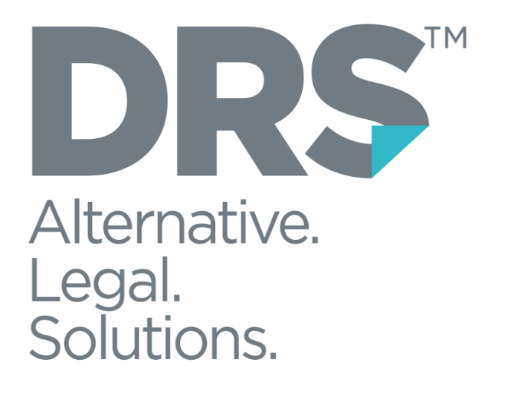 DRS™
Alternative.
Legal.
Solutions.